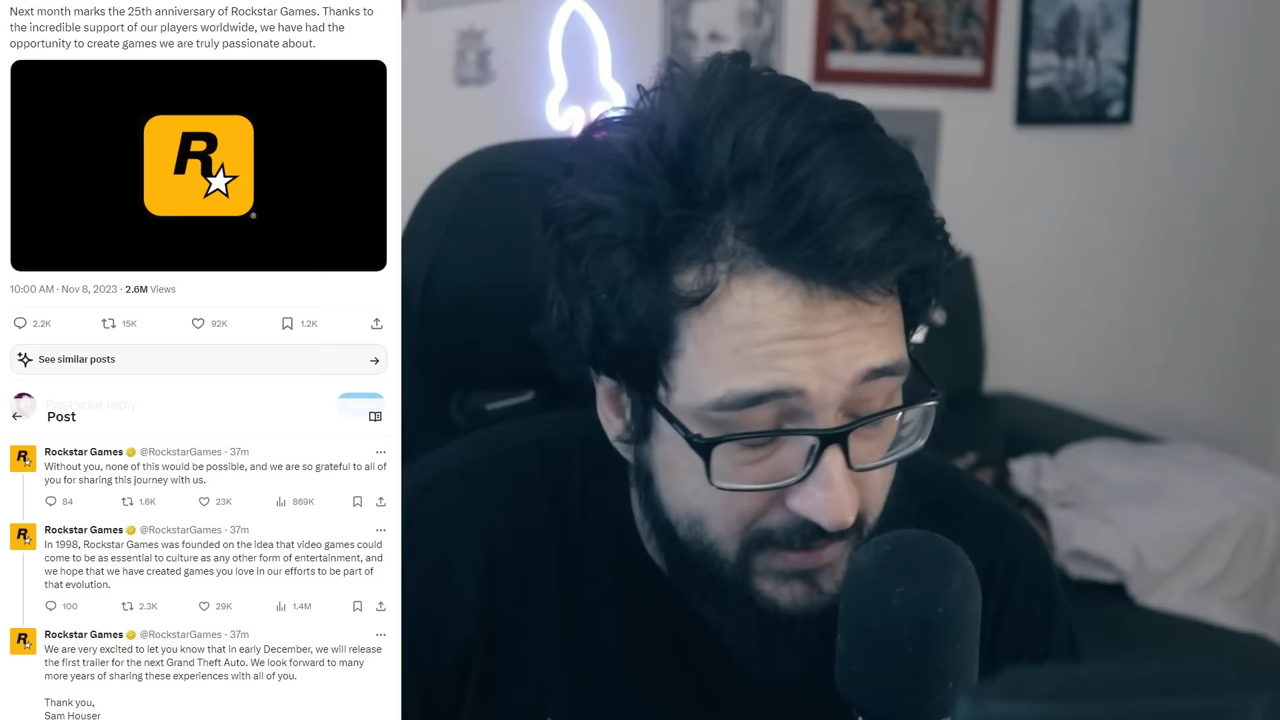 Next month marks the 25th anniversary of Rockstar Games. Thanks to
the incredible support of our players worldwide, we have had the
opportunity to create games we are truly passionate about.
R
®
10:00 AM · Nov 8, 2023 · 2.6M Views
2.2K 15K 92K 1.2K
See similar posts
Post your reply
Post
Rockstar Games @RockstarGames · 37m
Without you, none of this would be possible, and we are so grateful to all of
you for sharing this journey with us.
84 1.6K 23K 869K
Rockstar Games @RockstarGames · 37m
In 1998, Rockstar Games was founded on the idea that video games could
come to be as essential to culture as any other form of entertainment, and
we hope that we have created games you love in our efforts to be part of
that evolution.
100 2.3K 29K 1.4M
Rockstar Games @RockstarGames · 37m
We are very excited to let you know that in early December, we will release
the first trailer for the next Grand Theft Auto. We look forward to many
more years of sharing these experiences with all of you.
Thank you,
Sam Houser